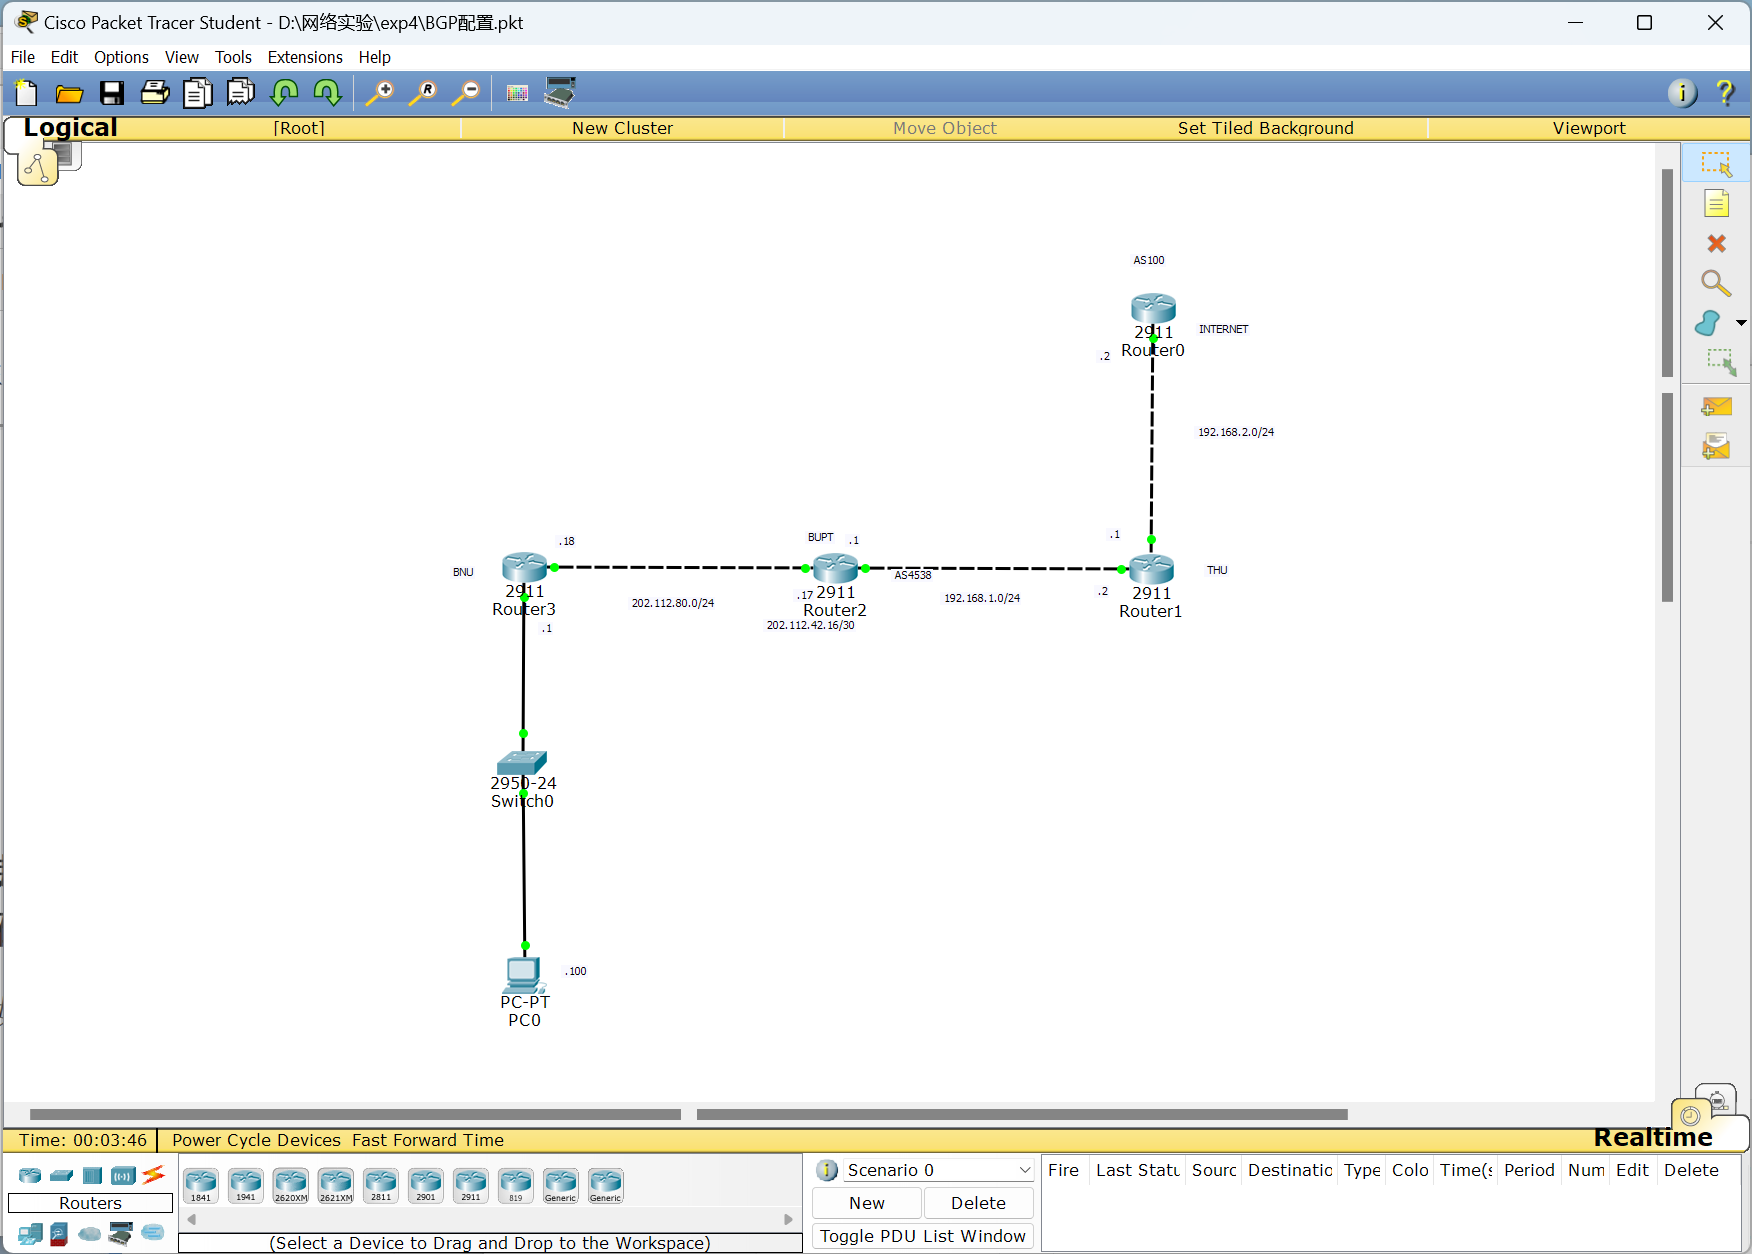 Cisco Packet Tracer Student - D:\网络实验\exp4\BGP配置.pkt
File Edit Options View Tools Extensions Help
Logical [Root] New Cluster Move Object Set Tiled Background Viewport
AS100
2911
Router0
INTERNET
.2
192.168.2.0/24
.1
.18
BUPT .1
BNU
2911
Router3
.1
202.112.80.0/24
.17
2911
Router2
202.112.42.16/30
AS4538
192.168.1.0/24
.2
2911
Router1
THU
2950-24
Switch0
.100
PC-PT
PC0
Time: 00:03:46 Power Cycle Devices Fast Forward Time Realtime
Routers
1841 1941 2620XM 2621XM 2811 2901 2911 819 Generic Generic
(Select a Device to Drag and Drop to the Workspace)
Scenario 0
New Delete
Toggle PDU List Window
Fire Last Statu Sourc Destinatic Type Colo Time(s Period Num Edit Delete